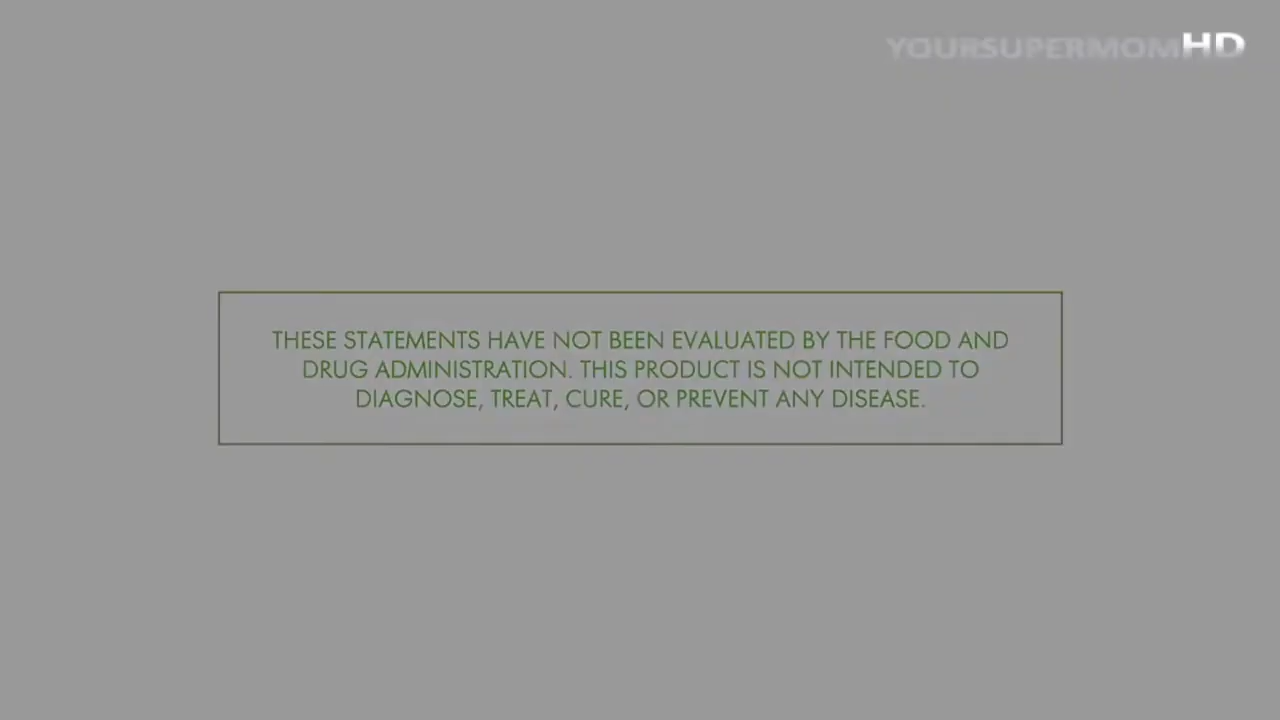 YOURSUPERMOMHD
THESE STATEMENTS HAVE NOT BEEN EVALUATED BY THE FOOD AND
DRUG ADMINISTRATION. THIS PRODUCT IS NOT INTENDED TO
DIAGNOSE, TREAT, CURE, OR PREVENT ANY DISEASE.